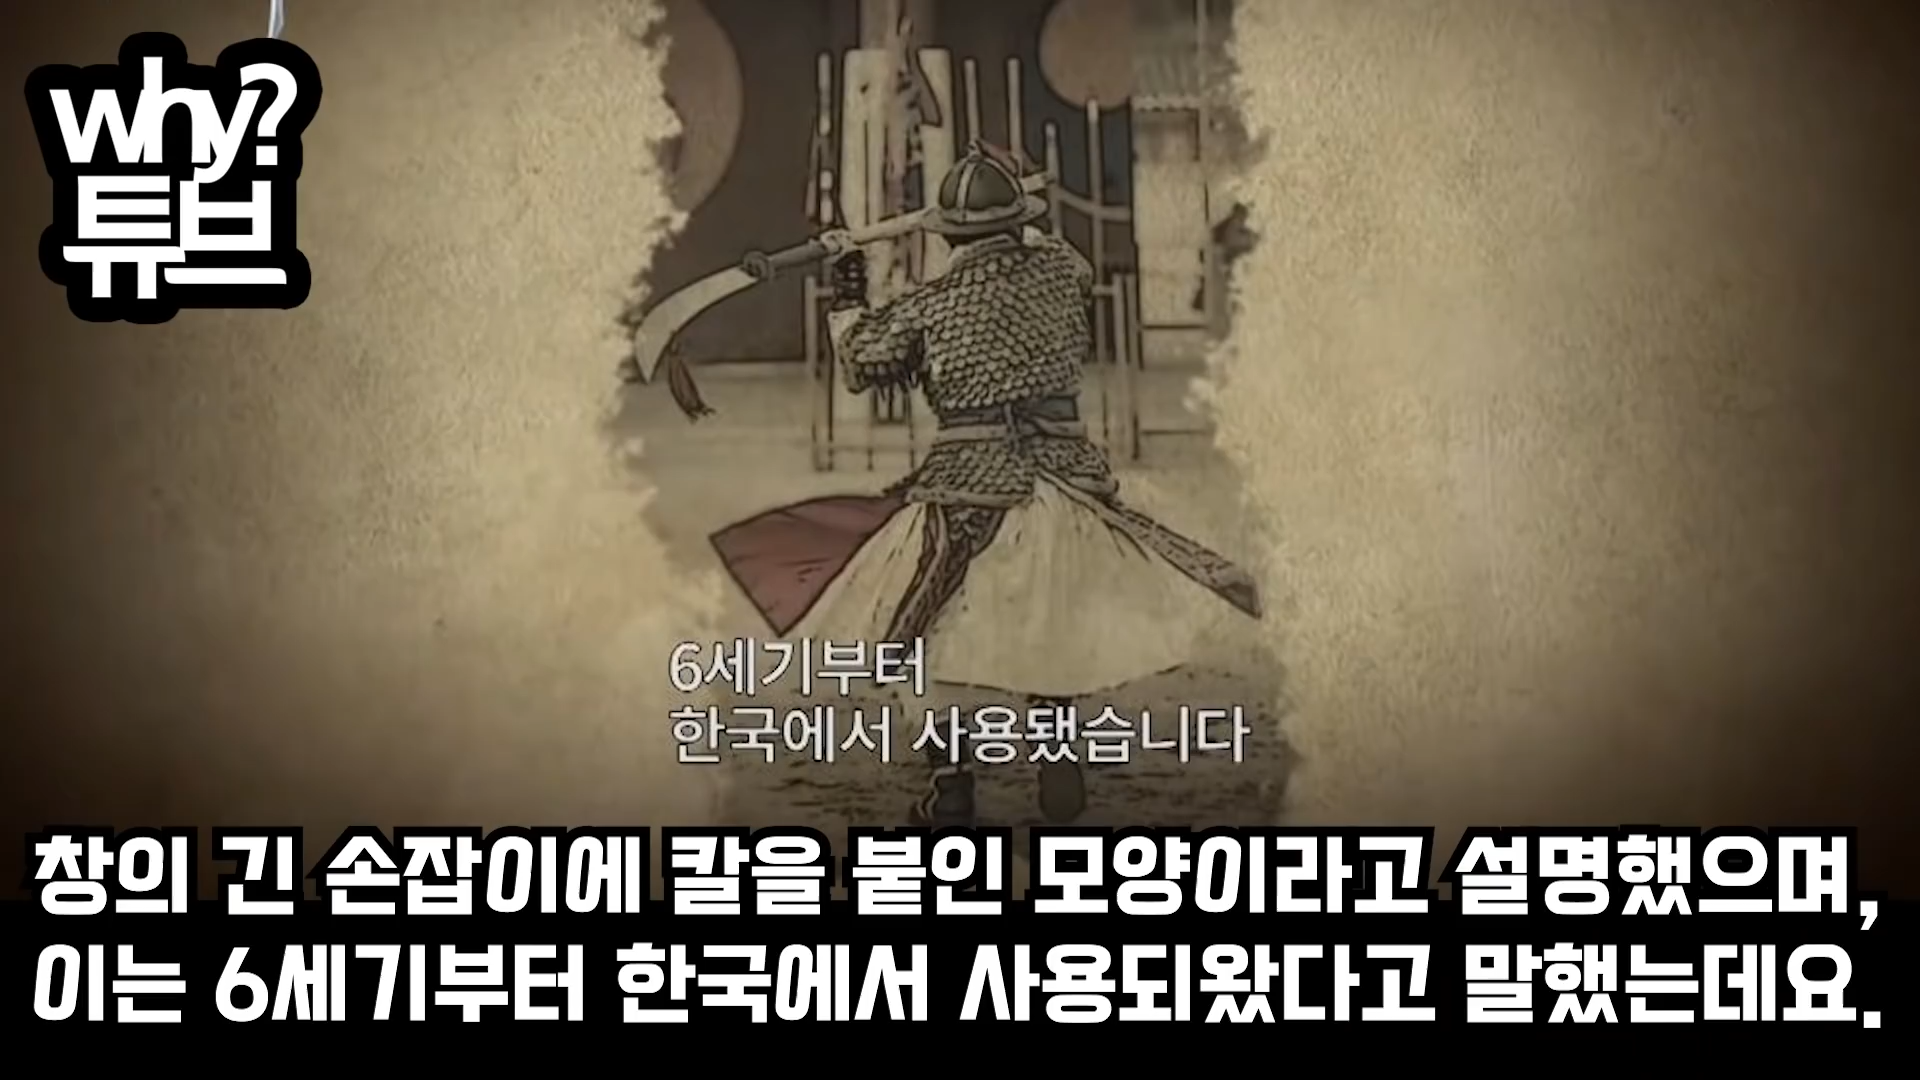 why?
튜브
6세기부터
한국에서 사용됐습니다
창의 긴 손잡이에 칼을 붙인 모양이라고 설명했으며,
이는 6세기부터 한국에서 사용되왔다고 말했는데요.